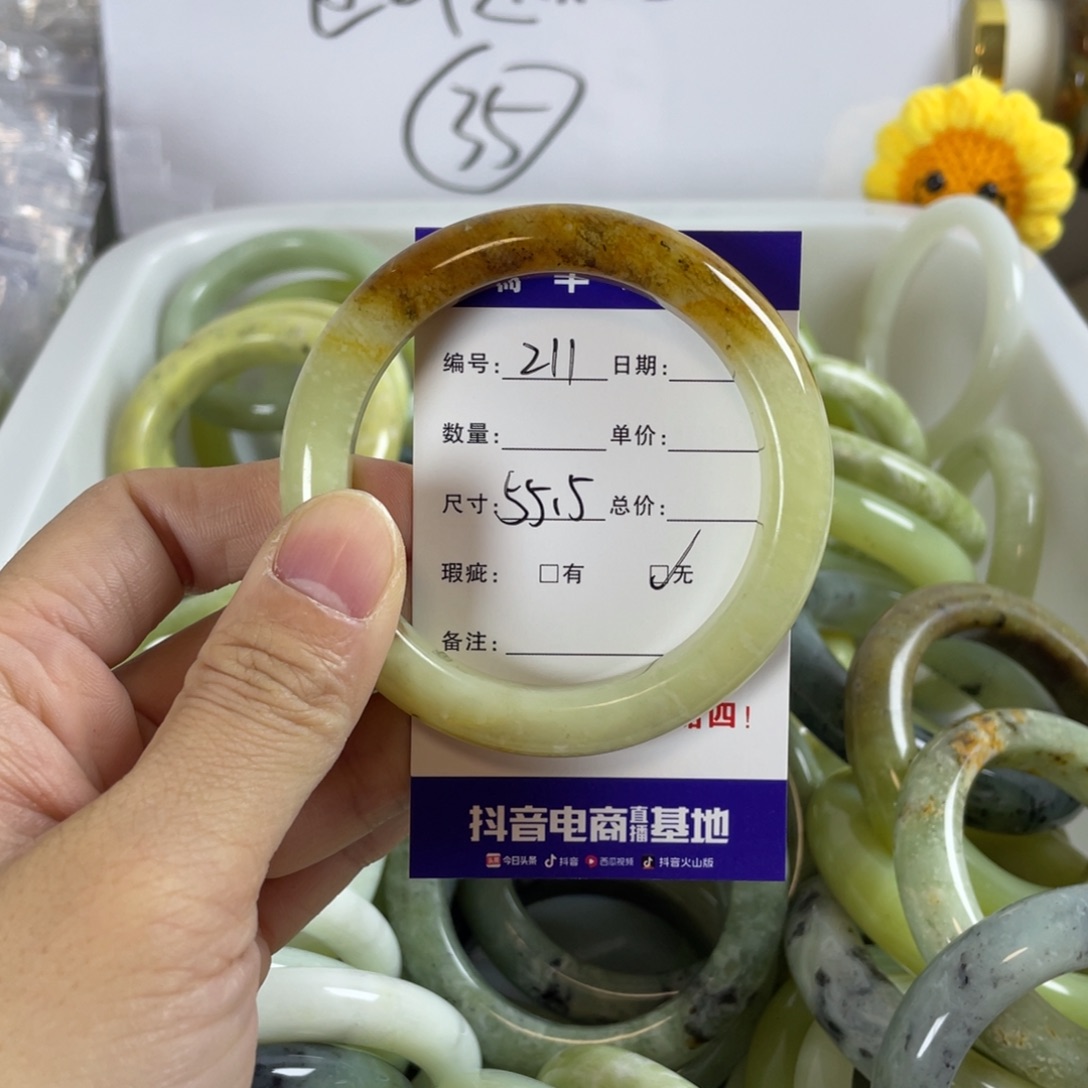 35
编号: 211 日期:
数量: 单价:
尺寸: 55.5 总价:
瑕疵: □有 ☑无
备注:
四!
抖音电商直播基地
今日头条 抖音 西瓜视频 抖音火山版